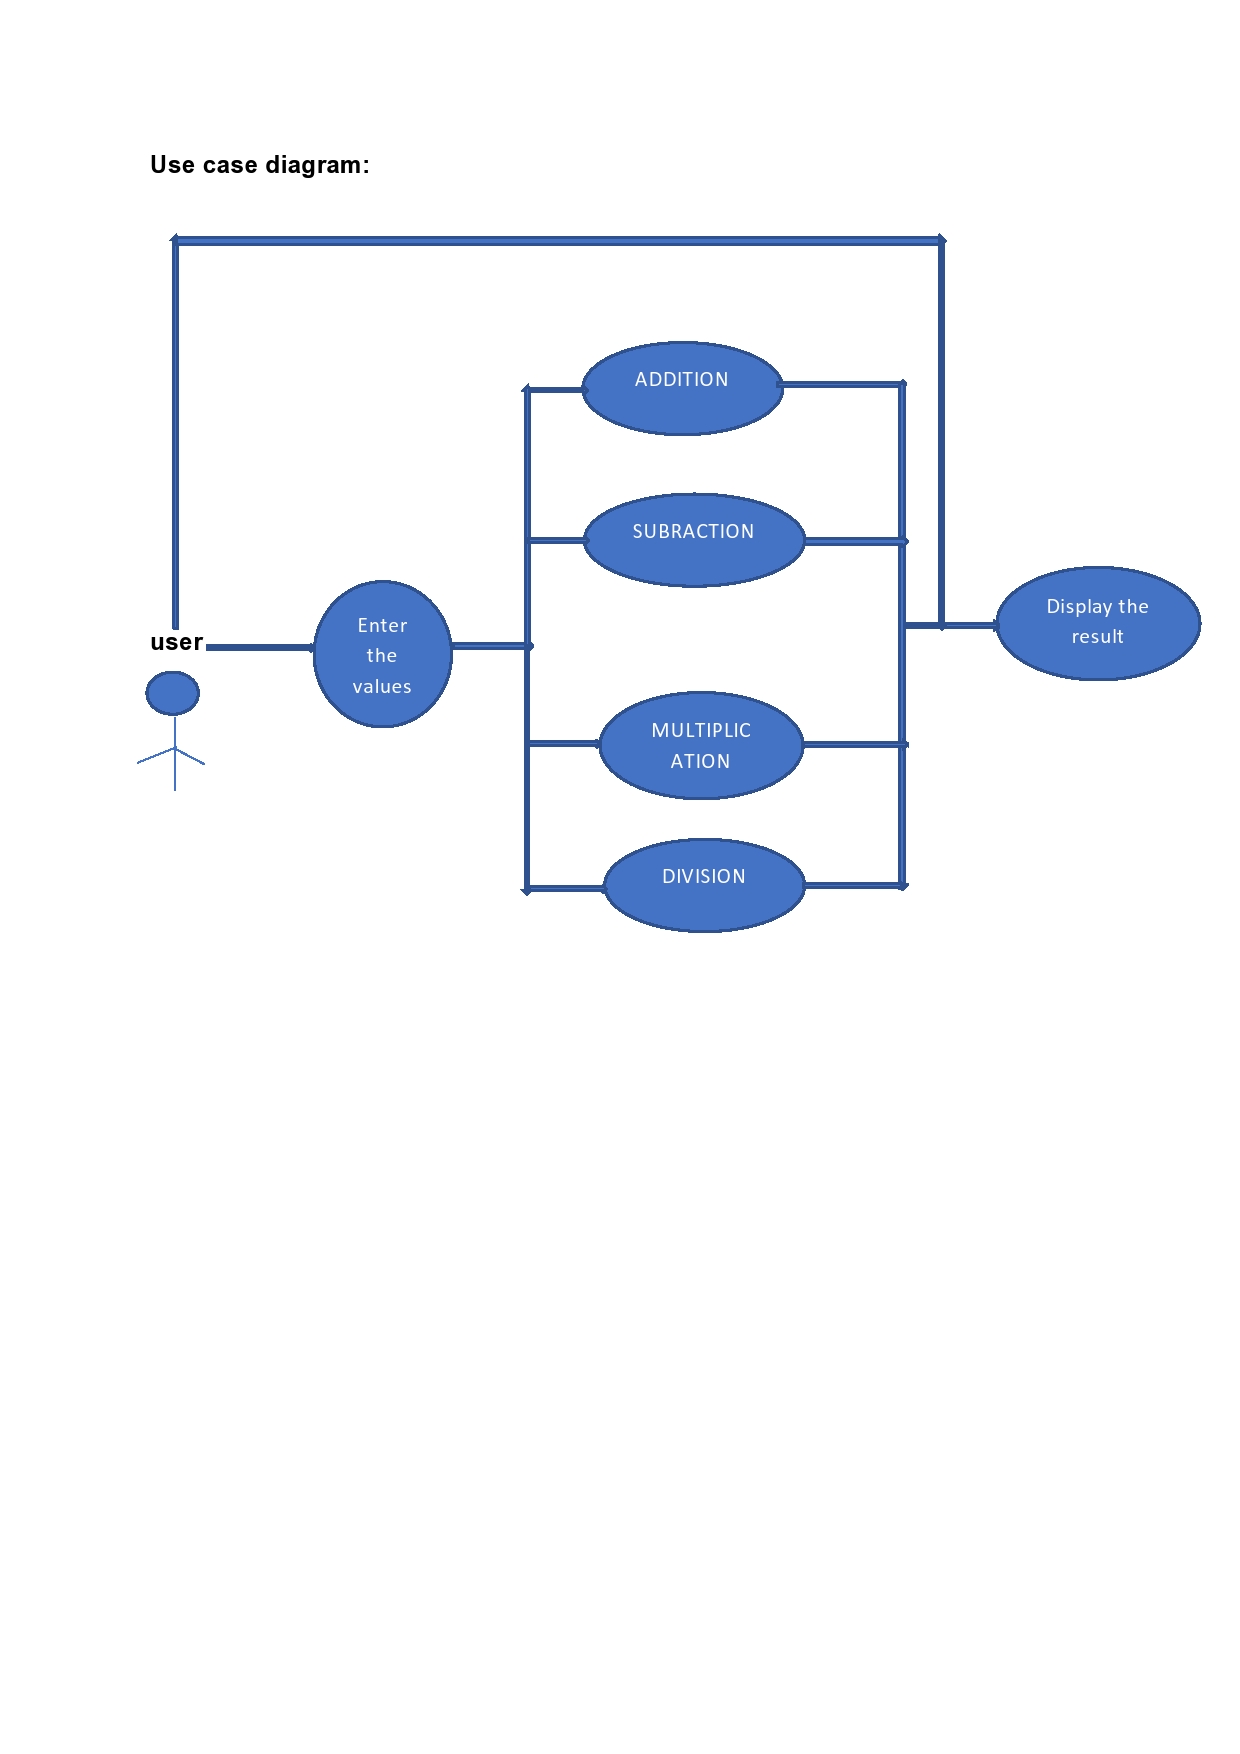 Use case diagram:
ADDITION
SUBRACTION
Enter
the
values
user
Display the
result
MULTIPLIC
ATION
DIVISION